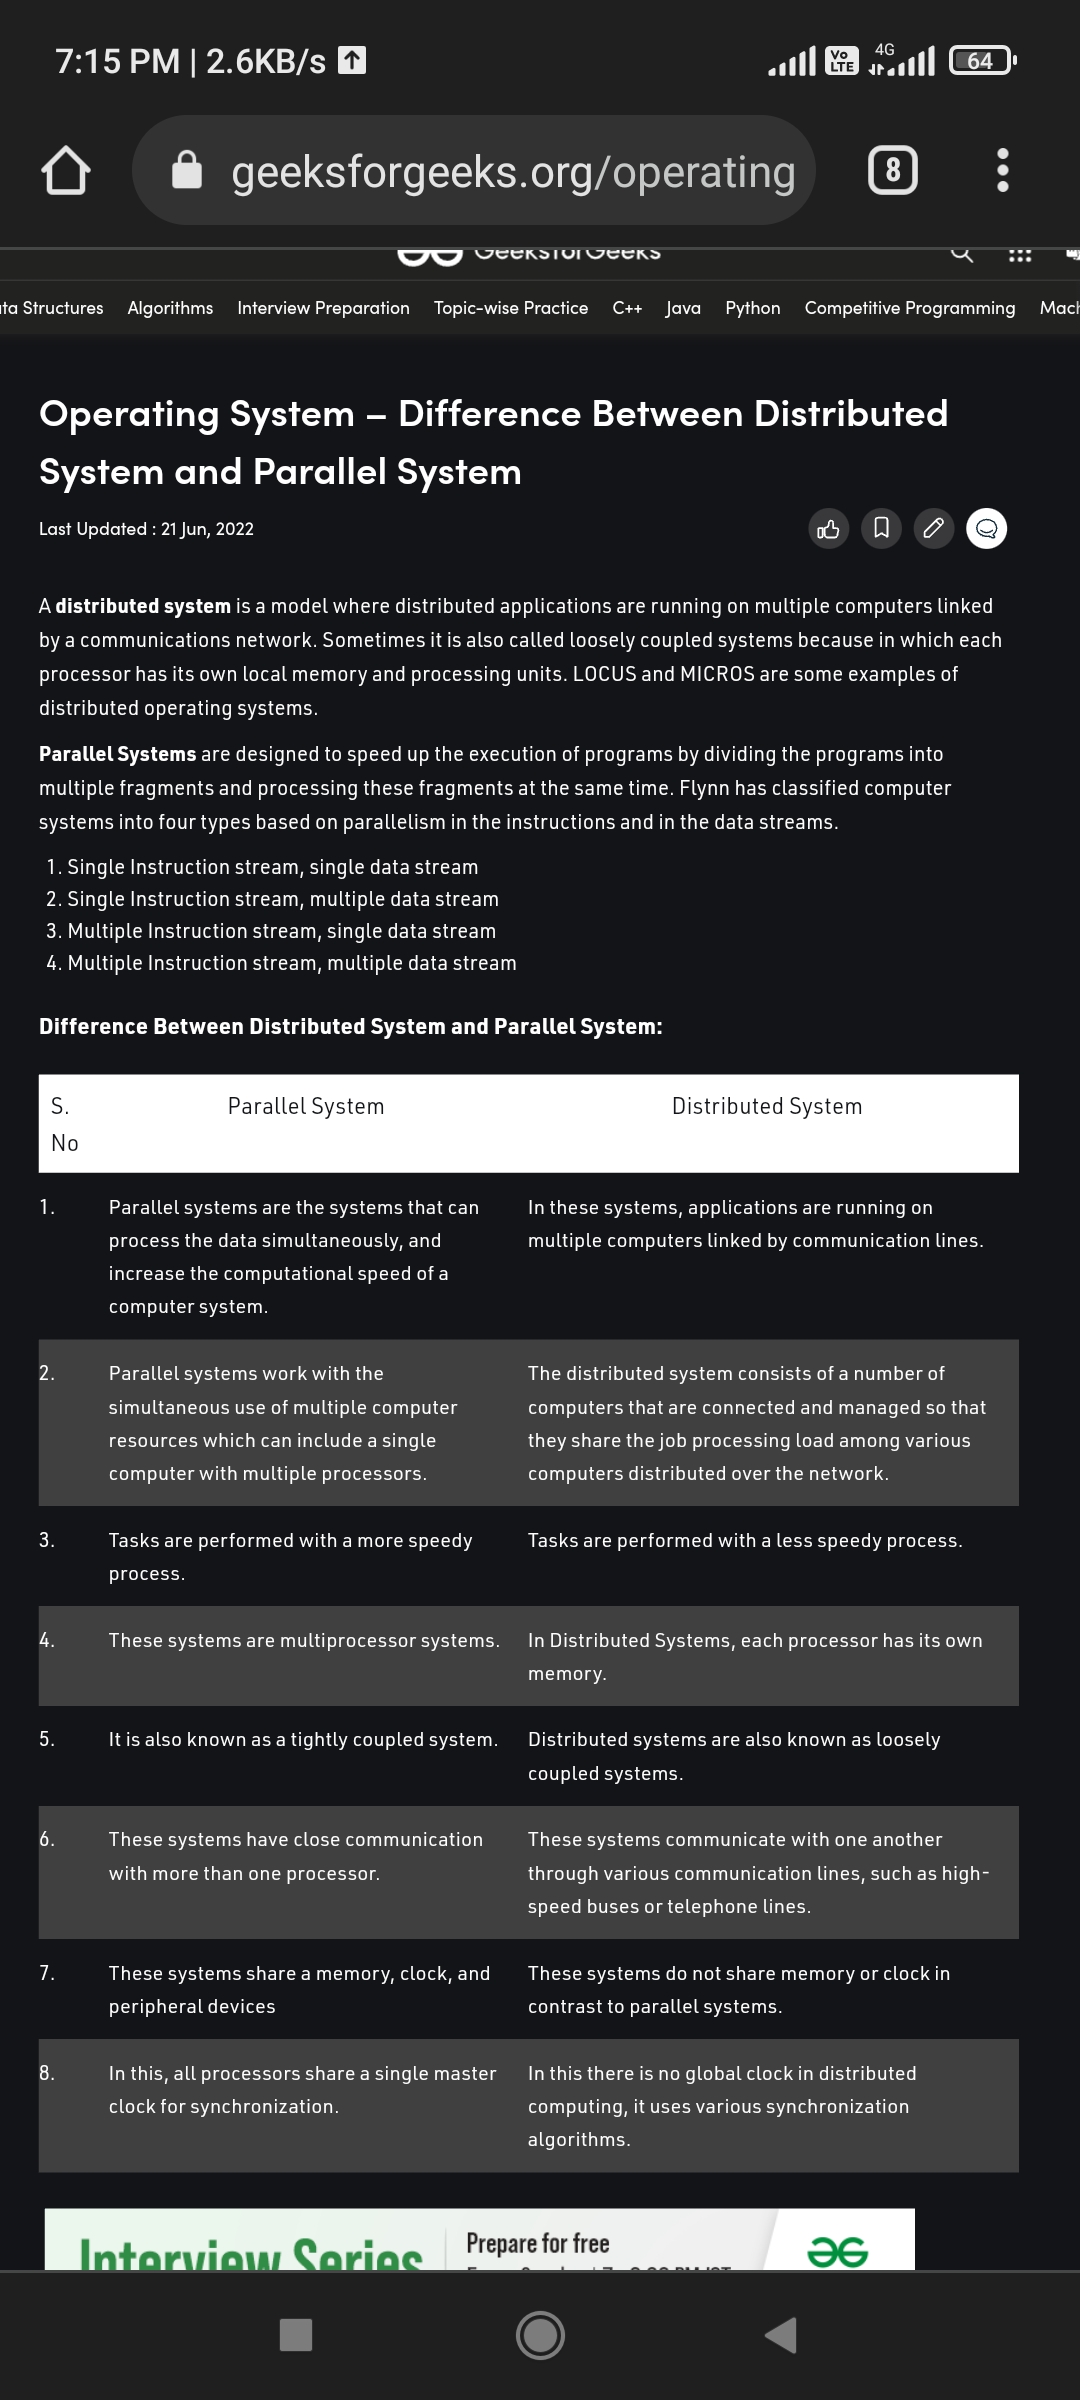 7:15 PM | 2.6KB/s
Vo LTE 4G 64
geeksforgeeks.org/operating
8
GeeksforGeeks
ta Structures Algorithms Interview Preparation Topic-wise Practice C++ Java Python Competitive Programming Mach
Operating System – Difference Between Distributed
System and Parallel System
Last Updated : 21 Jun, 2022
A distributed system is a model where distributed applications are running on multiple computers linked
by a communications network. Sometimes it is also called loosely coupled systems because in which each
processor has its own local memory and processing units. LOCUS and MICROS are some examples of
distributed operating systems.
Parallel Systems are designed to speed up the execution of programs by dividing the programs into
multiple fragments and processing these fragments at the same time. Flynn has classified computer
systems into four types based on parallelism in the instructions and in the data streams.
1. Single Instruction stream, single data stream
2. Single Instruction stream, multiple data stream
3. Multiple Instruction stream, single data stream
4. Multiple Instruction stream, multiple data stream
Difference Between Distributed System and Parallel System:
S. Parallel System Distributed System
No
1. Parallel systems are the systems that can
process the data simultaneously, and
increase the computational speed of a
computer system.
In these systems, applications are running on
multiple computers linked by communication lines.
2. Parallel systems work with the
simultaneous use of multiple computer
resources which can include a single
computer with multiple processors.
The distributed system consists of a number of
computers that are connected and managed so that
they share the job processing load among various
computers distributed over the network.
3. Tasks are performed with a more speedy
process.
Tasks are performed with a less speedy process.
4. These systems are multiprocessor systems.
In Distributed Systems, each processor has its own
memory.
5. It is also known as a tightly coupled system.
Distributed systems are also known as loosely
coupled systems.
6. These systems have close communication
with more than one processor.
These systems communicate with one another
through various communication lines, such as high-
speed buses or telephone lines.
7. These systems share a memory, clock, and
peripheral devices
These systems do not share memory or clock in
contrast to parallel systems.
8. In this, all processors share a single master
clock for synchronization.
In this there is no global clock in distributed
computing, it uses various synchronization
algorithms.
Interview Series
Prepare for free